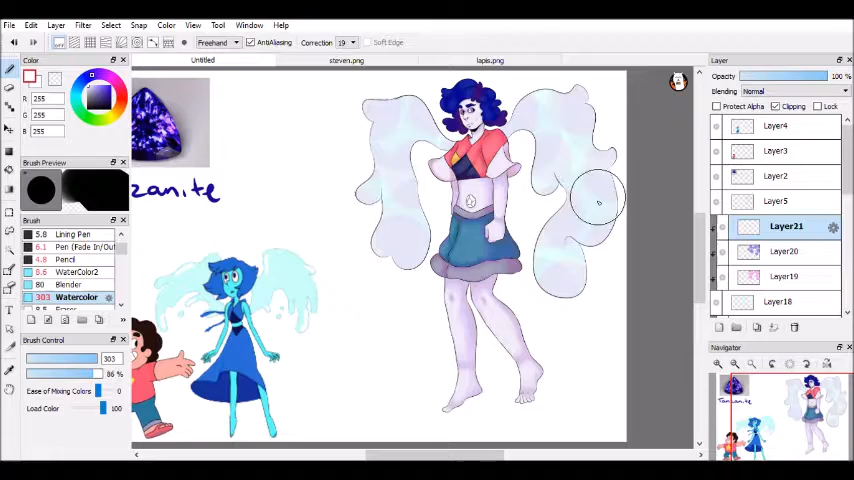 File Edit Layer Filter Select Snap Color View Tool Window Help
OFF Freehand AntiAliasing Correction 19 Soft Edge
Color
Untitled
steven.png
lapis.png
R 255
G 255
B 255
Brush Preview
Brush
5.8 Lining Pen
6.1 Pen (Fade In/Out
4.8 Pencil
8.6 WaterColor2
80 Blender
303 Watercolor
Brush Control
303
86 %
Ease of Mixing Colors 0
Load Color 100
zanite
Layer
Opacity 100 %
Blending Normal
Protect Alpha Clipping Lock
Layer4
Layer3
Layer2
Layer5
Layer21
Layer20
Layer19
Layer18
Navigator
Tanzanite